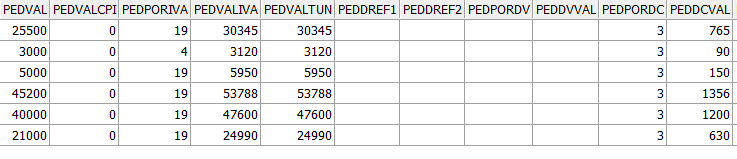 PEDVAL PEDVALCPI PEDPORIVA PEDVALIVA PEDVALTUN PEDDREF1 PEDDREF2 PEDPORDV PEDDVVAL PEDPORDC PEDDCVAL
25500 0 19 30345 30345 3 765
3000 0 4 3120 3120 3 90
5000 0 19 5950 5950 3 150
45200 0 19 53788 53788 3 1356
40000 0 19 47600 47600 3 1200
21000 0 19 24990 24990 3 630